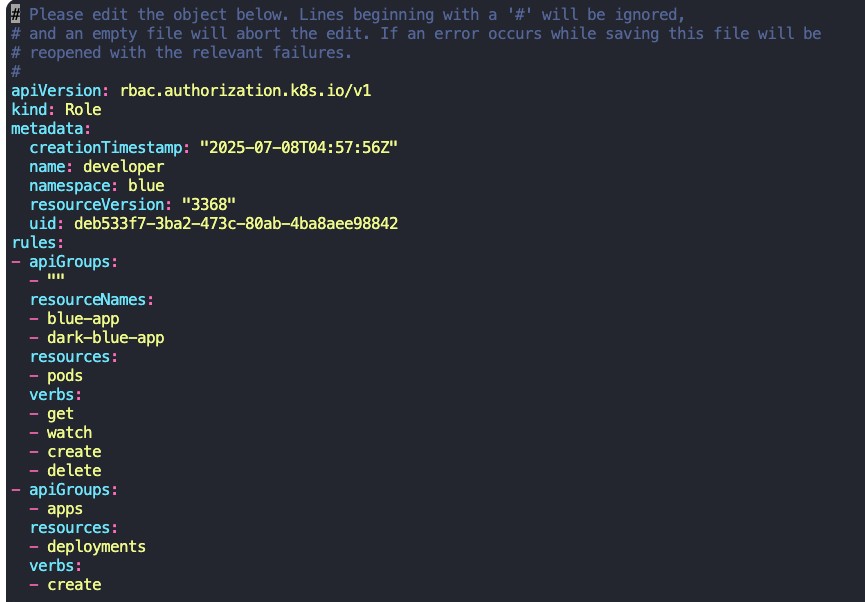 # Please edit the object below. Lines beginning with a '#' will be ignored,
# and an empty file will abort the edit. If an error occurs while saving this file will be
# reopened with the relevant failures.
#
apiVersion: rbac.authorization.k8s.io/v1
kind: Role
metadata:
  creationTimestamp: "2025-07-08T04:57:56Z"
  name: developer
  namespace: blue
  resourceVersion: "3368"
  uid: deb533f7-3ba2-473c-80ab-4ba8aee98842
rules:
- apiGroups:
  - ""
  resourceNames:
  - blue-app
  - dark-blue-app
  resources:
  - pods
  verbs:
  - get
  - watch
  - create
  - delete
- apiGroups:
  - apps
  resources:
  - deployments
  verbs:
  - create